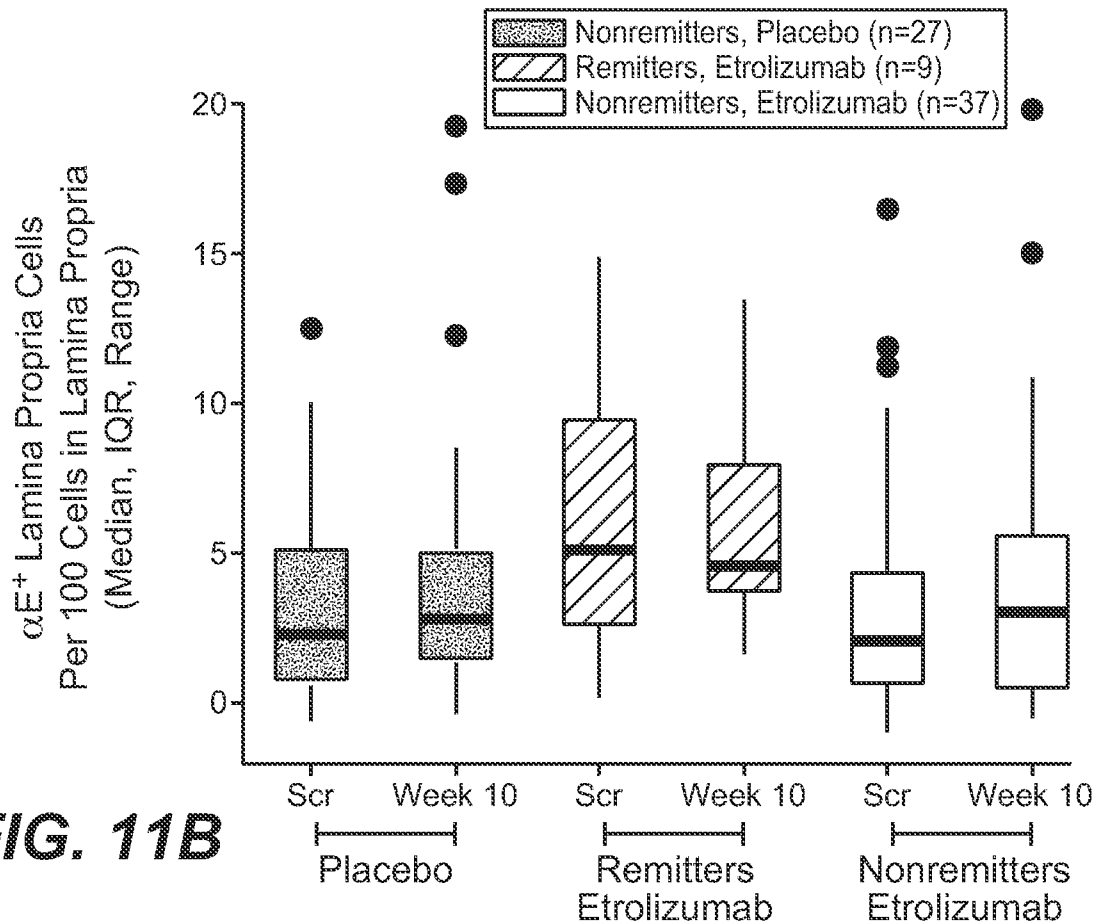 Nonremitters, Placebo (n=27)
Remitters, Etrolizumab (n=9)
Nonremitters, Etrolizumab (n=37)
αE⁺ Lamina Propria Cells
Per 100 Cells in Lamina Propria
(Median, IQR, Range)
20
15
10
5
0
Scr Week 10 Scr Week 10 Scr Week 10
Placebo Remitters Nonremitters
Etrolizumab Etrolizumab
FIG. 11B